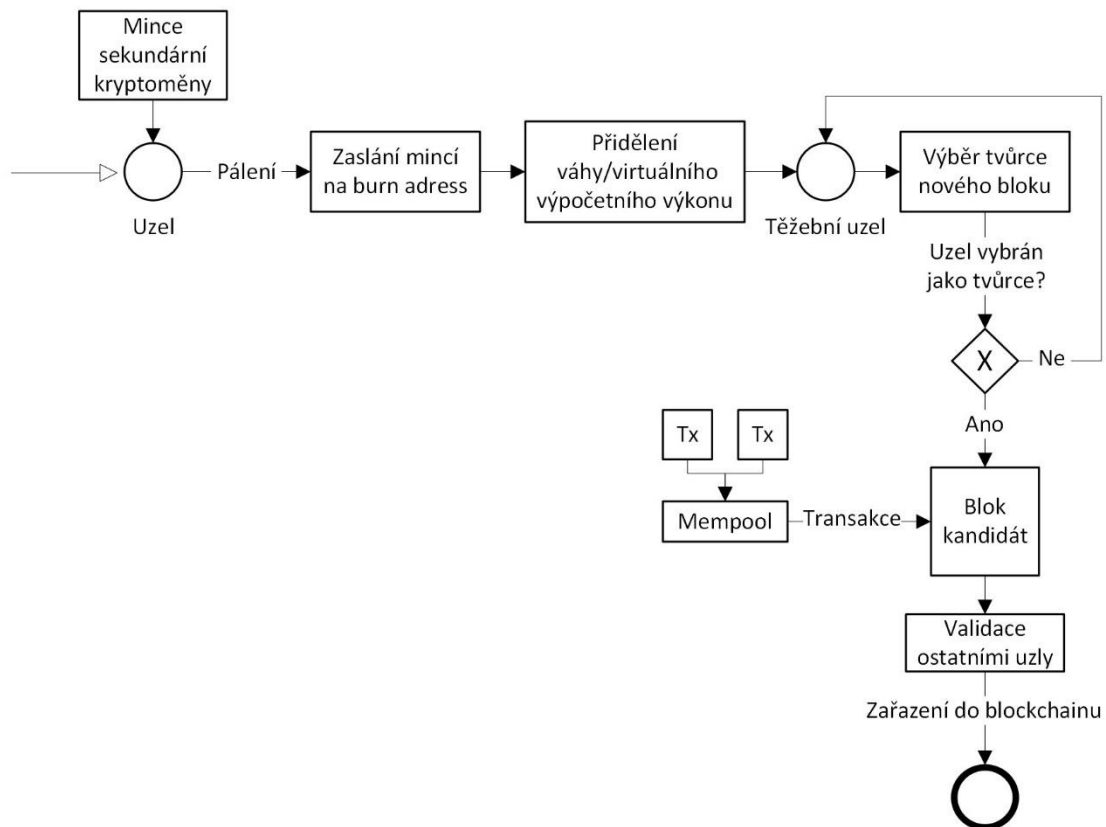 Mince
sekundární
kryptoměny
Uzel
Pálení
Zaslání mincí
na burn adress
Přidělení
váhy/virtuálního
výpočetního výkonu
Těžební uzel
Výběr tvůrce
nového bloku
Uzel vybrán
jako tvůrce?
X
Ne
Ano
Tx
Tx
Mempool
Transakce
Blok
kandidát
Validace
ostatními uzly
Zařazení do blockchainu